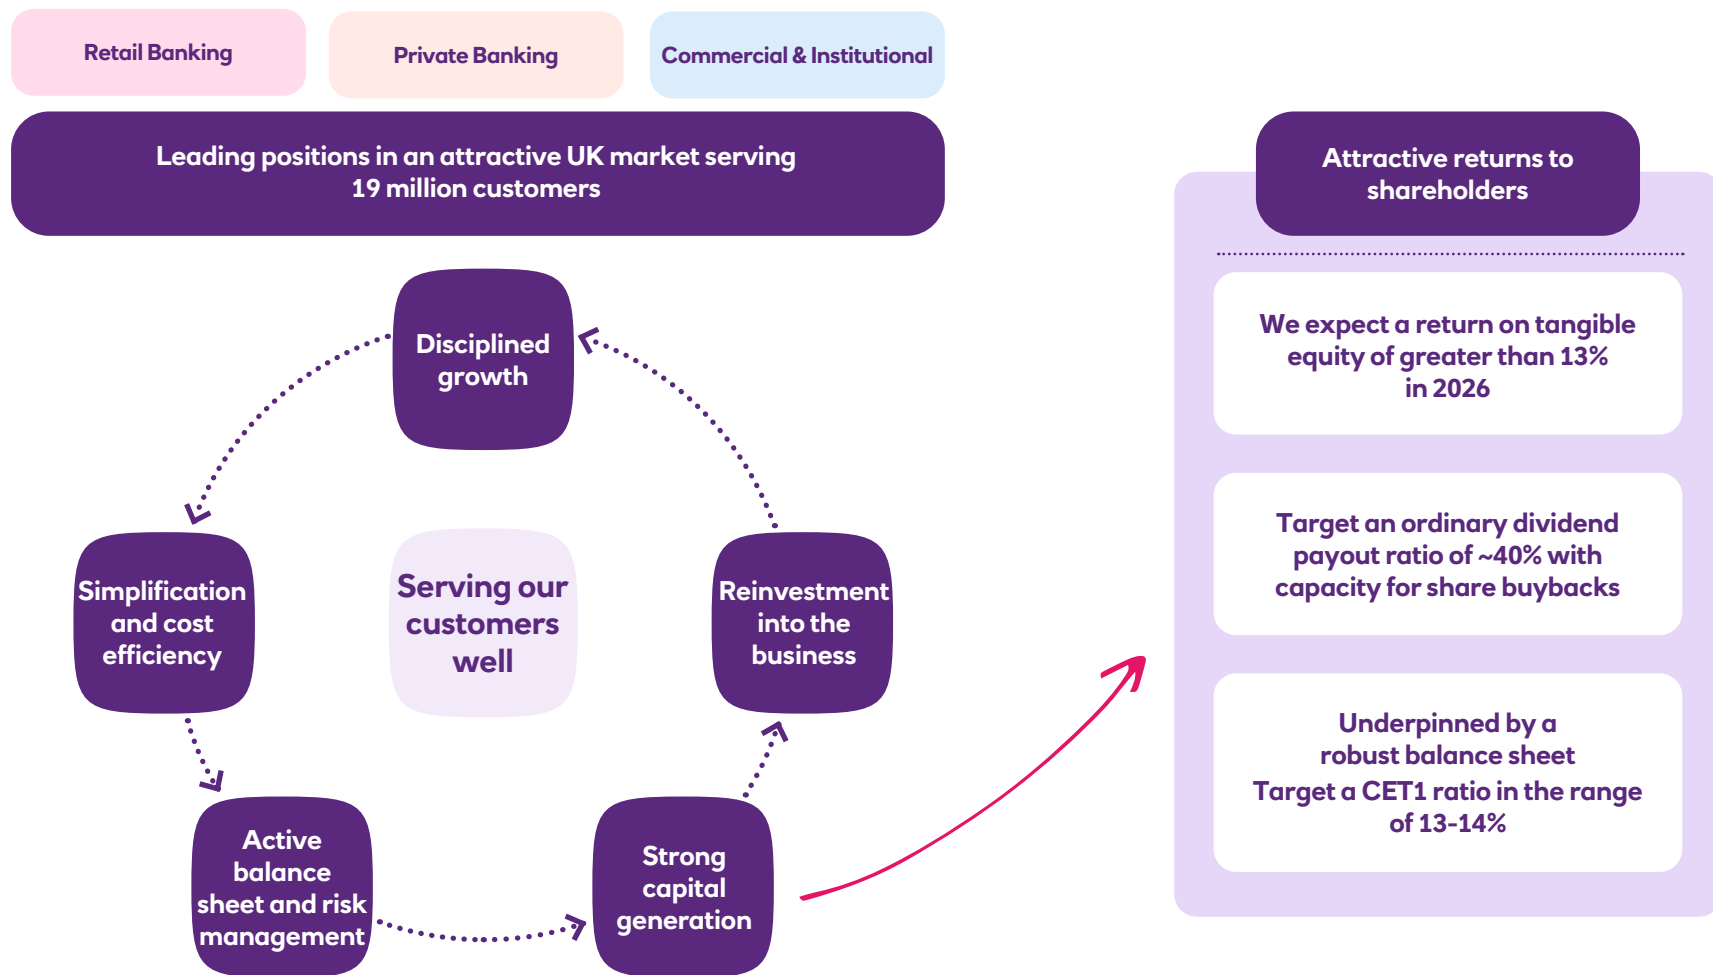 Retail Banking
Private Banking
Commercial & Institutional
Leading positions in an attractive UK market serving
19 million customers
Disciplined
growth
Simplification
and cost
efficiency
Serving our
customers
well
Reinvestment
into the
business
Active
balance
sheet and risk
management
Strong
capital
generation
Attractive returns to
shareholders
We expect a return on tangible
equity of greater than 13%
in 2026
Target an ordinary dividend
payout ratio of ~40% with
capacity for share buybacks
Underpinned by a
robust balance sheet
Target a CET1 ratio in the range
of 13-14%